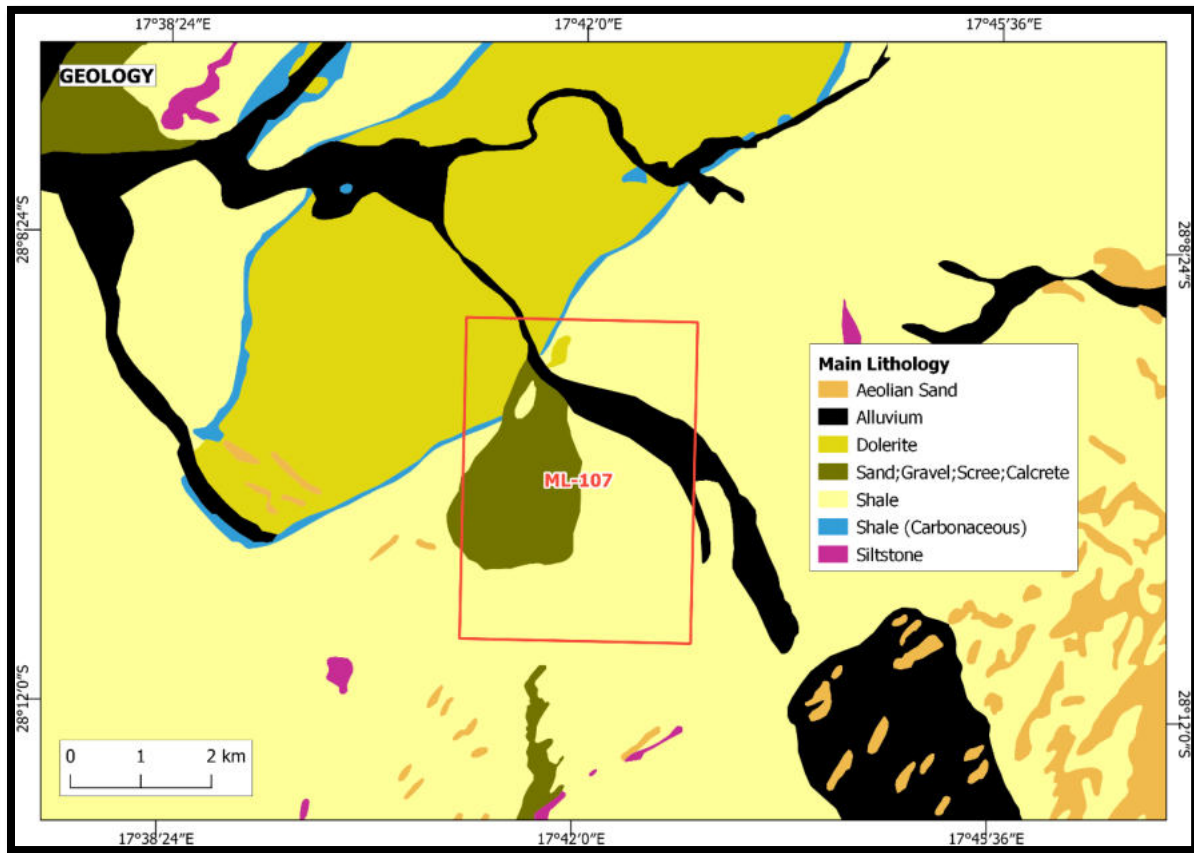 17°38'24"E 17°42'0"E 17°45'36"E
GEOLOGY
28°8'24"S
28°8'24"S
Main Lithology
Aeolian Sand
Alluvium
Dolerite
Sand;Gravel;Scree;Calcrete
Shale
Shale (Carbonaceous)
Siltstone
ML-107
28°12'0"S
28°12'0"S
0 1 2 km
17°38'24"E 17°42'0"E 17°45'36"E